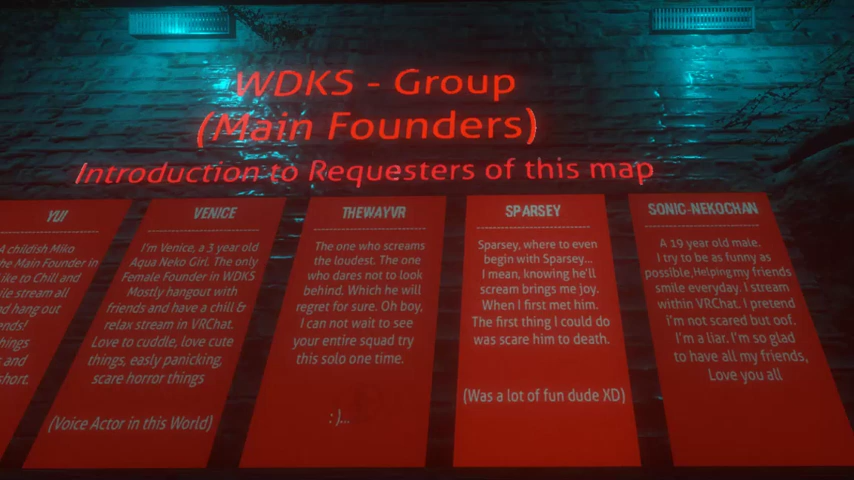 WDKS - Group
(Main Founders)
Introduction to Requesters of this map
YUI
A childish Miko
he Main Founder in
ike to Chill and
le stream all
nd hang out
ends!
hings
and
short.
VENICE
I'm Venice, a 3 year old
Aqua Neko Girl. The only
Female Founder in WDKS
Mostly hangout with
friends and have a chill &
relax stream in VRChat.
Love to cuddle, love cute
things, easly panicking,
scare horror things
(Voice Actor in this World)
THEWAYVR
The one who screams
the loudest. The one
who dares not to look
behind. Which he will
regret for sure. Oh boy,
I can not wait to see
your entire squad try
this solo one time.
:)...
SPARSEY
Sparsey, where to even
begin with Sparsey...
I mean, knowing he'll
scream brings me joy.
When I first met him.
The first thing I could do
was scare him to death.
(Was a lot of fun dude XD)
SONIC-NEKOCHAN
A 19 year old male.
I try to be as funny as
possible,Helping my friends
smile everyday. I stream
within VRChat. I pretend
i'm not scared but oof.
I'm a liar. I'm so glad
to have all my friends,
Love you all